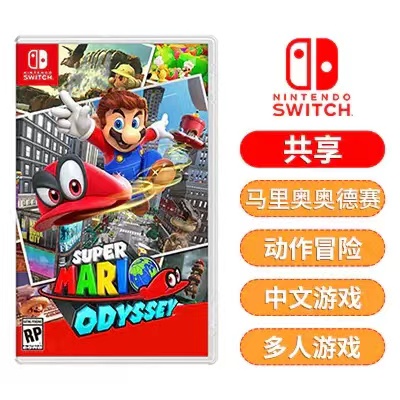 NINTENDO
SWITCH
SUPER
MARIO
ODYSSEY
RP
NINTENDO
SWITCH
共享
马里奥奥德赛
动作冒险
中文游戏
多人游戏